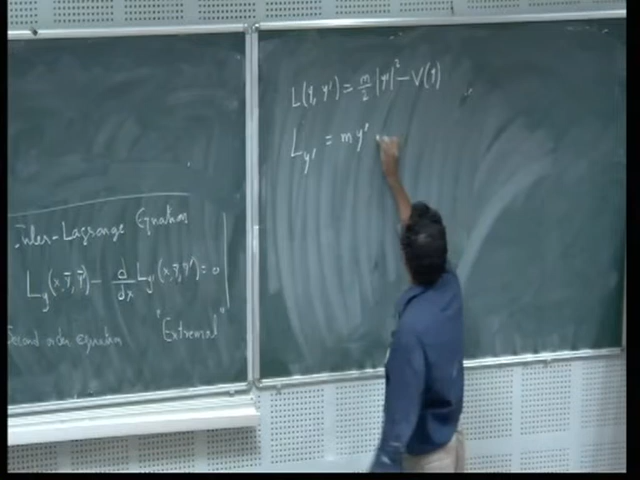 Euler-Lagrange Equation
L_y(x, ȳ, ȳ') - d/dx L_y'(x, ȳ, ȳ') = 0
Second order equation
"Extremal"
L(y, y') = m/2 |y'|² - V(y)
L_y' = my'